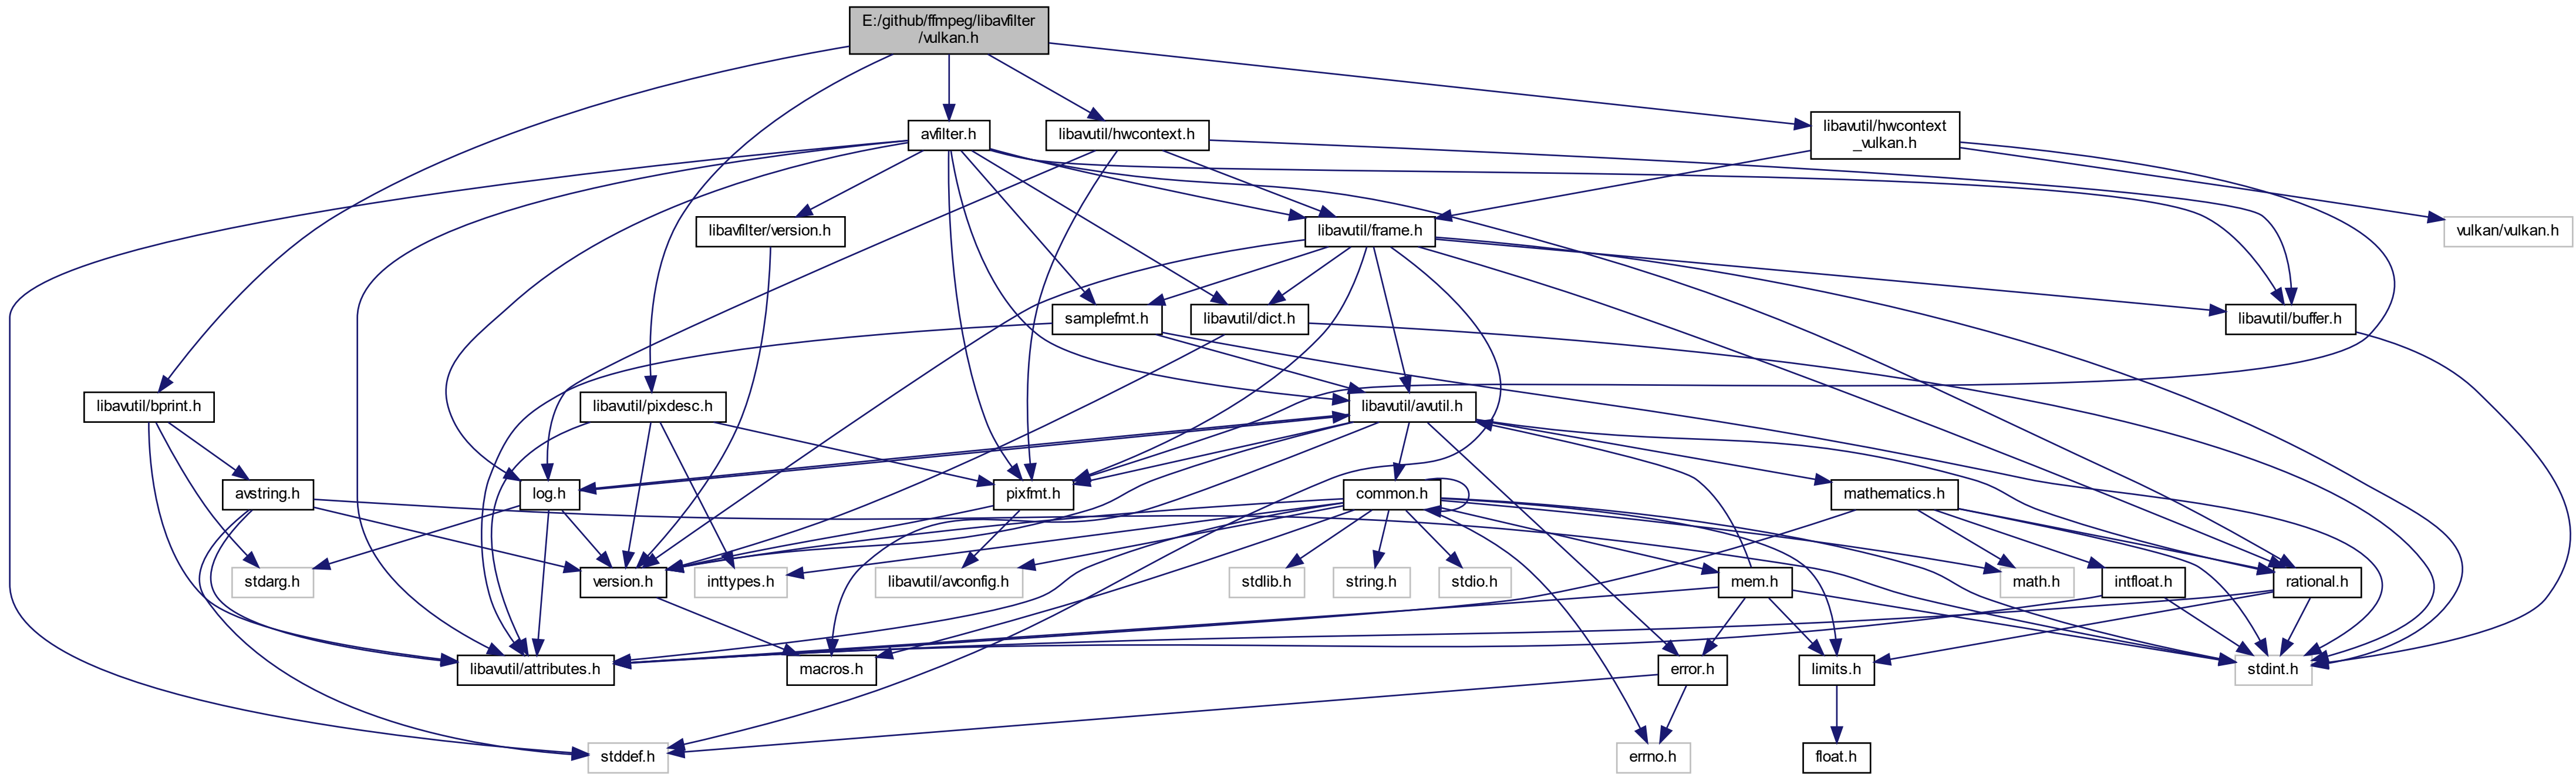 E:/github/ffmpeg/libavfilter
/vulkan.h
avfilter.h
libavutil/hwcontext.h
libavutil/hwcontext
_vulkan.h
libavfilter/version.h
libavutil/frame.h
vulkan/vulkan.h
samplefmt.h
libavutil/dict.h
libavutil/buffer.h
libavutil/bprint.h
libavutil/pixdesc.h
libavutil/avutil.h
avstring.h
log.h
pixfmt.h
common.h
mathematics.h
stdarg.h
version.h
inttypes.h
libavutil/avconfig.h
stdlib.h
string.h
stdio.h
mem.h
math.h
intfloat.h
rational.h
libavutil/attributes.h
macros.h
error.h
limits.h
stdint.h
stddef.h
errno.h
float.h